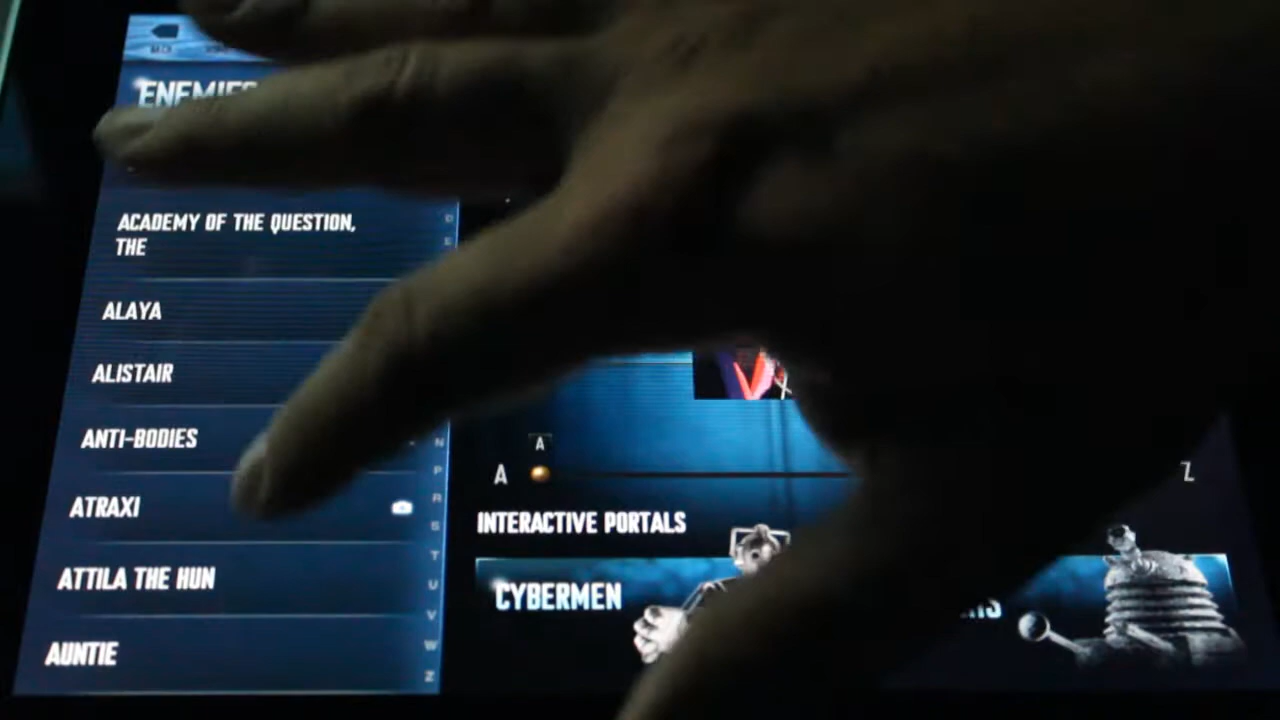 ENEMIES
ACADEMY OF THE QUESTION,
THE
ALAYA
ALISTAIR
ANTI-BODIES
ATRAXI
ATTILA THE HUN
AUNTIE
D
E
N
P
R
S
T
U
V
W
Z
A
A
Z
INTERACTIVE PORTALS
CYBERMEN